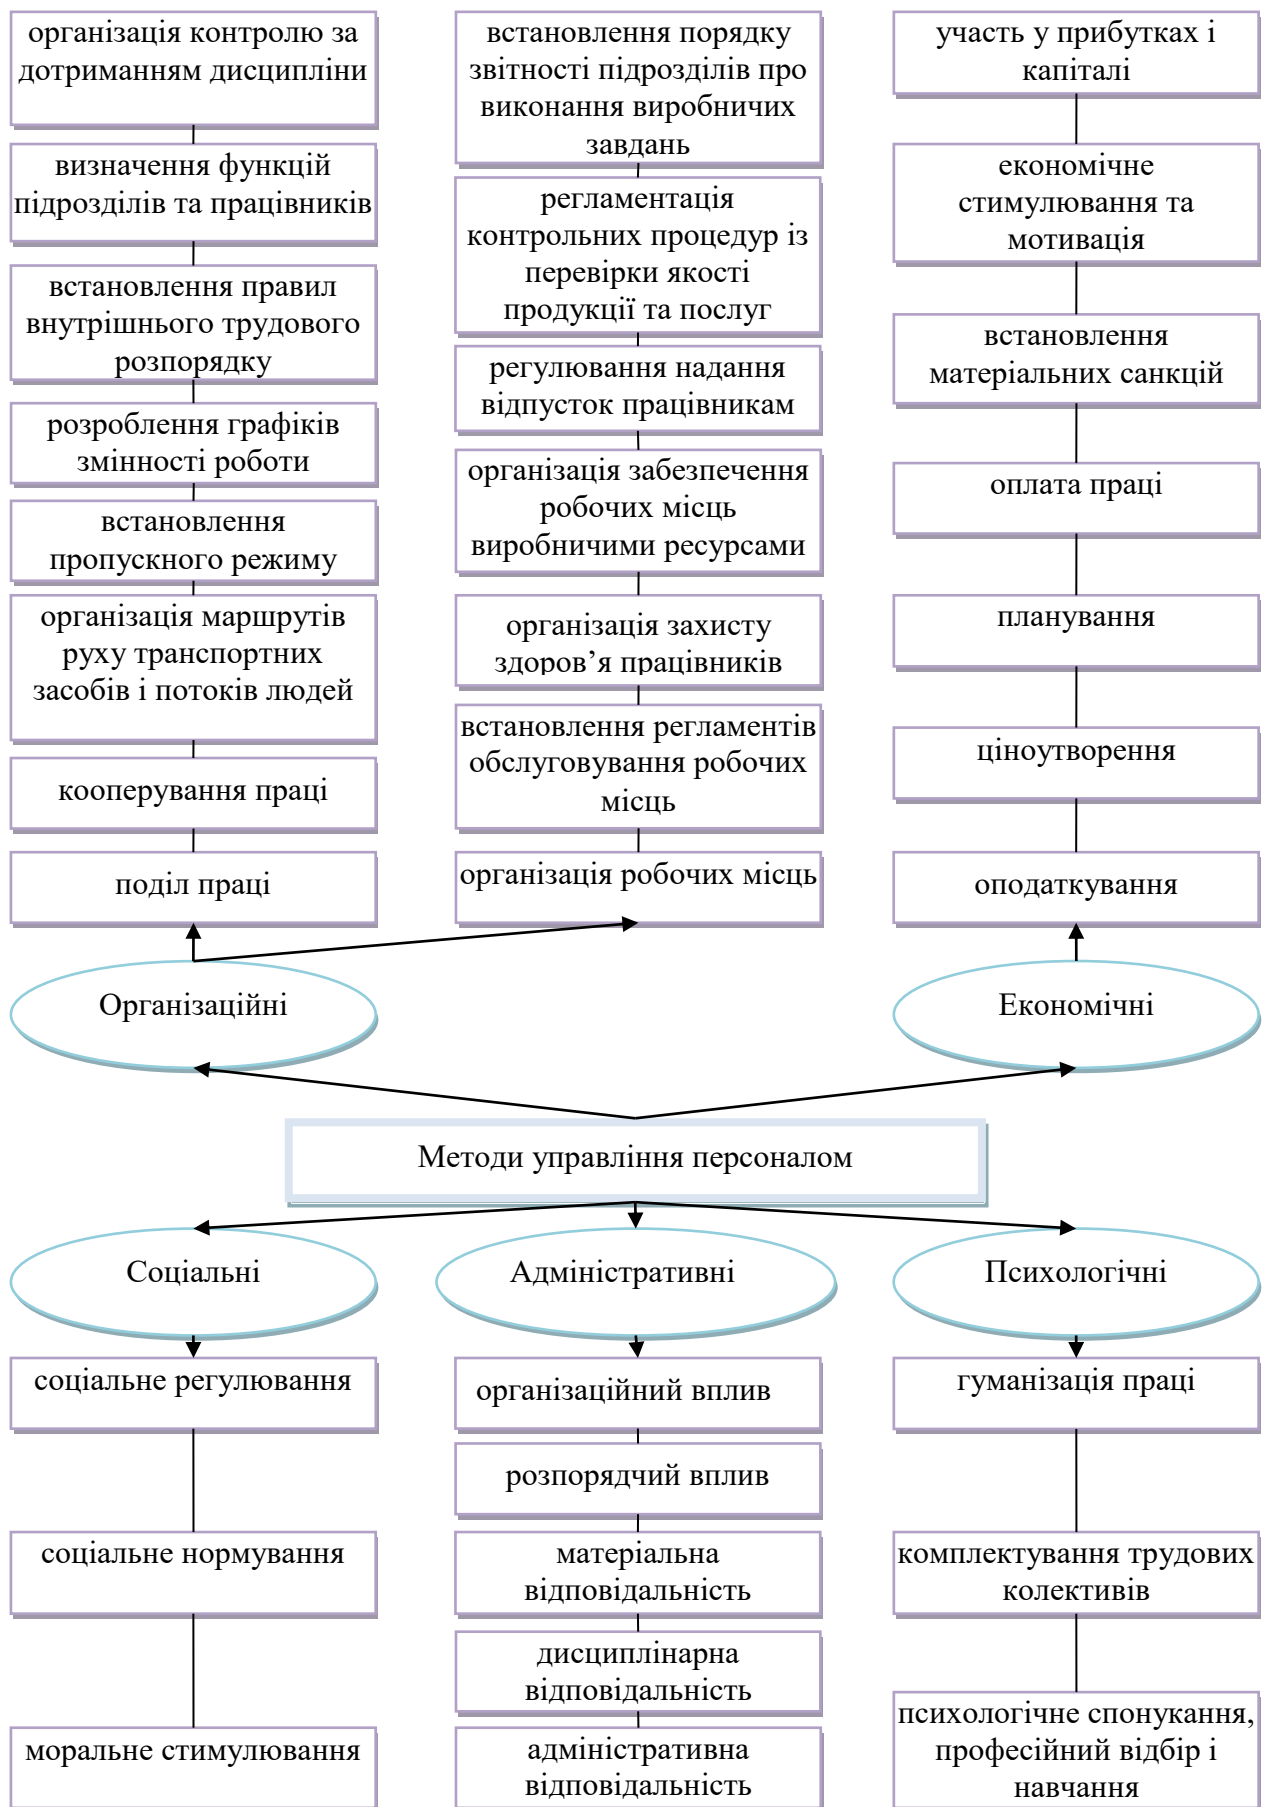 організація контролю за
дотриманням дисципліни
визначення функцій
підрозділів та працівників
встановлення правил
внутрішнього трудового
розпорядку
розроблення графіків
змінності роботи
встановлення
пропускного режиму
організація маршрутів
руху транспортних
засобів і потоків людей
кооперування праці
поділ праці
встановлення порядку
звітності підрозділів про
виконання виробничих
завдань
регламентація
контрольних процедур із
перевірки якості
продукції та послуг
регулювання надання
відпусток працівникам
організація забезпечення
робочих місць
виробничими ресурсами
організація захисту
здоров’я працівників
встановлення регламентів
обслуговування робочих
місць
організація робочих місць
участь у прибутках і
капіталі
економічне
стимулювання та
мотивація
встановлення
матеріальних санкцій
оплата праці
планування
ціноутворення
оподаткування
Організаційні
Економічні
Методи управління персоналом
Соціальні
Адміністративні
Психологічні
соціальне регулювання
соціальне нормування
моральне стимулювання
організаційний вплив
розпорядчий вплив
матеріальна
відповідальність
дисциплінарна
відповідальність
адміністративна
відповідальність
гуманізація праці
комплектування трудових
колективів
психологічне спонукання,
професійний відбір і
навчання